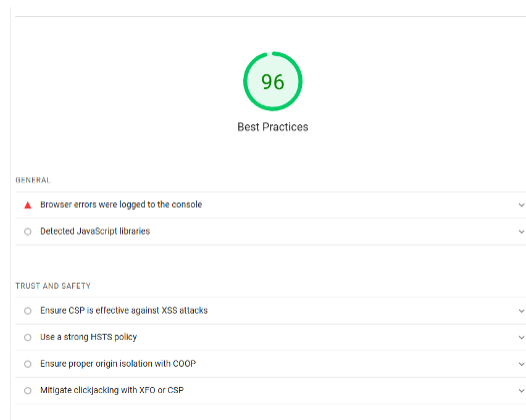 96
Best Practices
GENERAL
Browser errors were logged to the console
Detected JavaScript libraries
TRUST AND SAFETY
Ensure CSP is effective against XSS attacks
Use a strong HSTS policy
Ensure proper origin isolation with COOP
Mitigate clickjacking with XFO or CSP